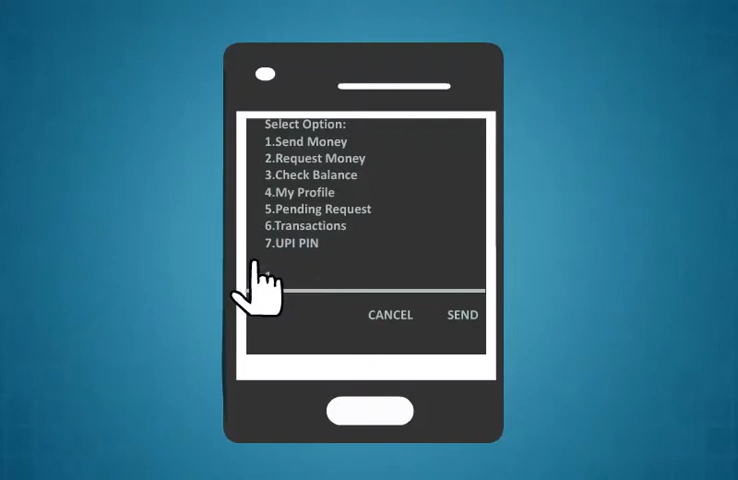 Select Option:
1.Send Money
2.Request Money
3.Check Balance
4.My Profile
5.Pending Request
6.Transactions
7.UPI PIN
CANCEL SEND